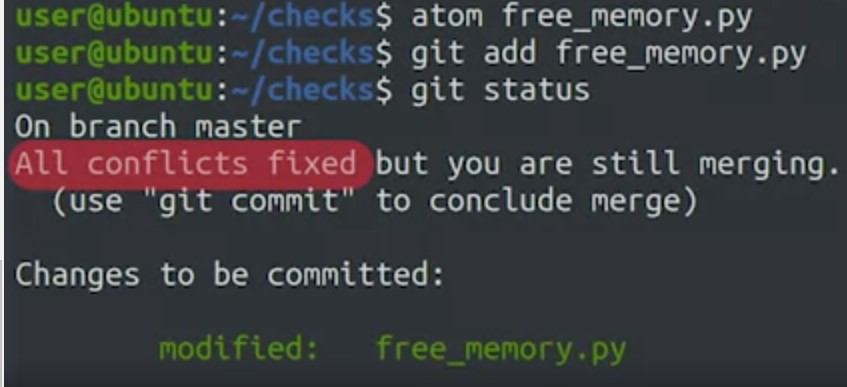 user@ubuntu:~/checks$ atom free_memory.py
user@ubuntu:~/checks$ git add free_memory.py
user@ubuntu:~/checks$ git status
On branch master
All conflicts fixed but you are still merging.
  (use "git commit" to conclude merge)
Changes to be committed:
        modified:   free_memory.py